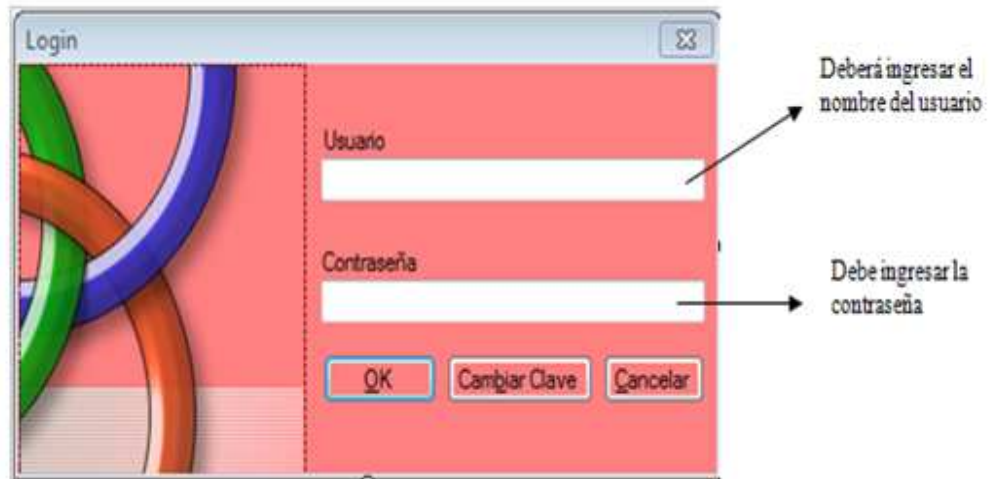 Login
Usuario
Contraseña
OK
Cambiar Clave
Cancelar
Deberá ingresar el
nombre del usuario
Debe ingresar la
contraseña